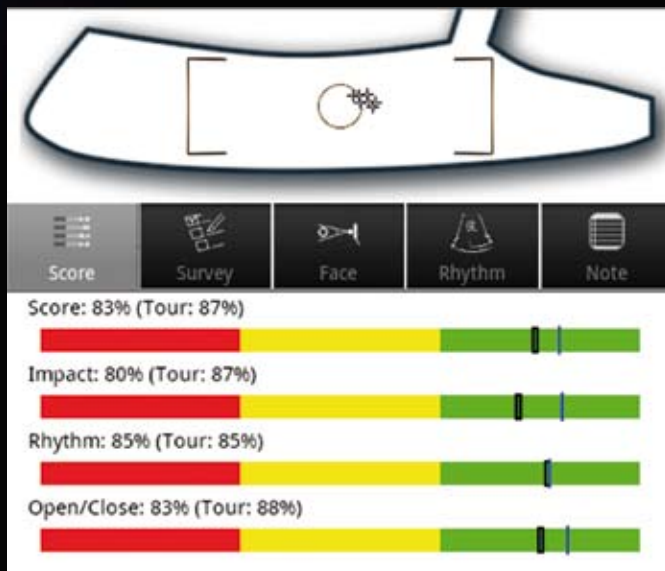 Score Survey Face Rhythm Note
Score: 83% (Tour: 87%)
Impact: 80% (Tour: 87%)
Rhythm: 85% (Tour: 85%)
Open/Close: 83% (Tour: 88%)